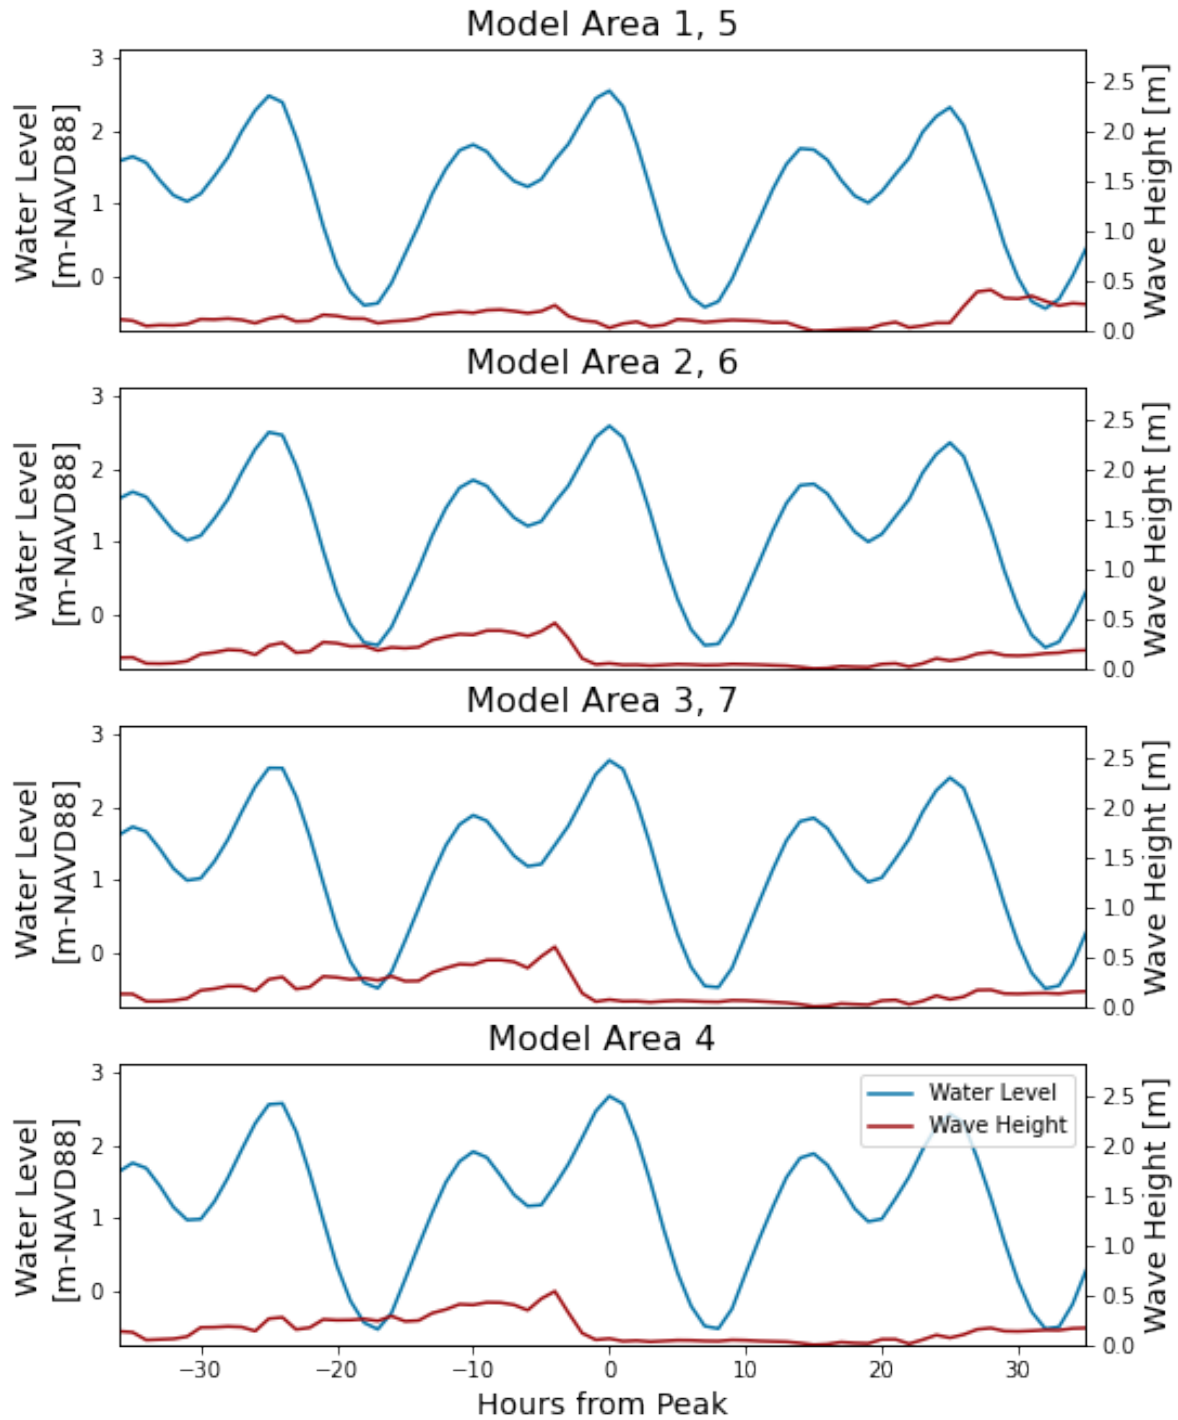 Model Area 1, 5
Water Level
[m-NAVD88]
3
2
1
0
2.5
2.0
1.5
1.0
0.5
0.0
Wave Height [m]
Model Area 2, 6
Water Level
[m-NAVD88]
3
2
1
0
2.5
2.0
1.5
1.0
0.5
0.0
Wave Height [m]
Model Area 3, 7
Water Level
[m-NAVD88]
3
2
1
0
2.5
2.0
1.5
1.0
0.5
0.0
Wave Height [m]
Model Area 4
Water Level
[m-NAVD88]
3
2
1
0
Water Level
Wave Height
2.5
2.0
1.5
1.0
0.5
0.0
Wave Height [m]
−30 −20 −10 0 10 20 30
Hours from Peak